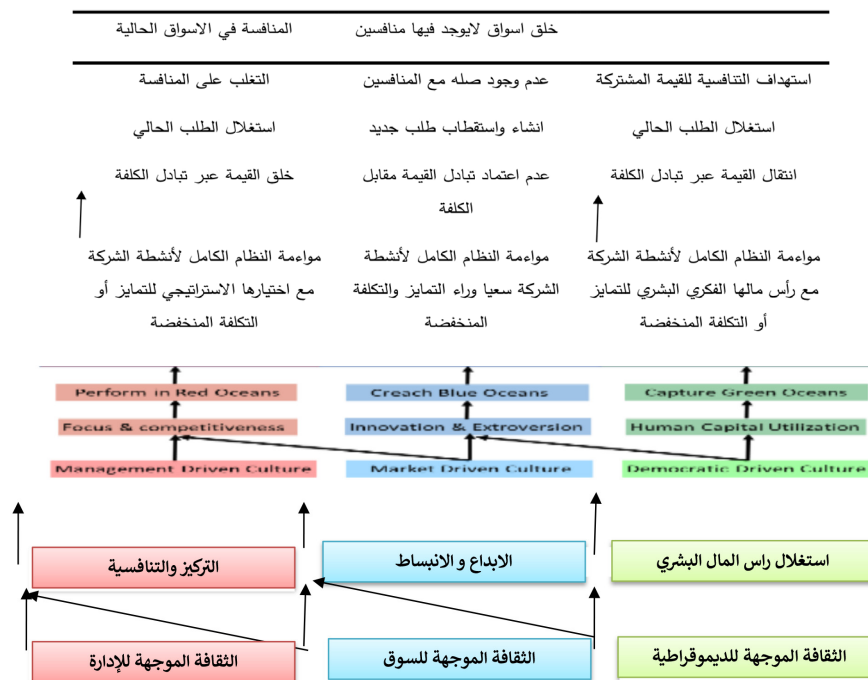 خلق اسواق لايوجد فيها منافسين
المنافسة في الاسواق الحالية
استهداف التنافسية للقيمة المشتركة
عدم وجود صله مع المنافسين
التغلب على المنافسة
استغلال الطلب الحالي
انشاء واستقطاب طلب جديد
استغلال الطلب الحالي
انتقال القيمة عبر تبادل الكلفة
عدم اعتماد تبادل القيمة مقابل
الكلفة
خلق القيمة عبر تبادل الكلفة
مواءمة النظام الكامل لأنشطة الشركة
مع رأس مالها الفكري البشري للتمايز
أو التكلفة المنخفضة
مواءمة النظام الكامل لأنشطة
الشركة سعيا وراء التمايز والتكلفة
المنخفضة
مواءمة النظام الكامل لأنشطة الشركة
مع اختيارها الاستراتيجي للتمايز أو
التكلفة المنخفضة
Perform in Red Oceans
Creach Blue Oceans
Capture Green Oceans
Focus & competitiveness
Innovation & Extroversion
Human Capital Utilization
Management Driven Culture
Market Driven Culture
Democratic Driven Culture
استغلال راس المال البشري
الابداع و الانبساط
التركيز والتنافسية
الثقافة الموجهة للديموقراطية
الثقافة الموجهة للسوق
الثقافة الموجهة للإدارة